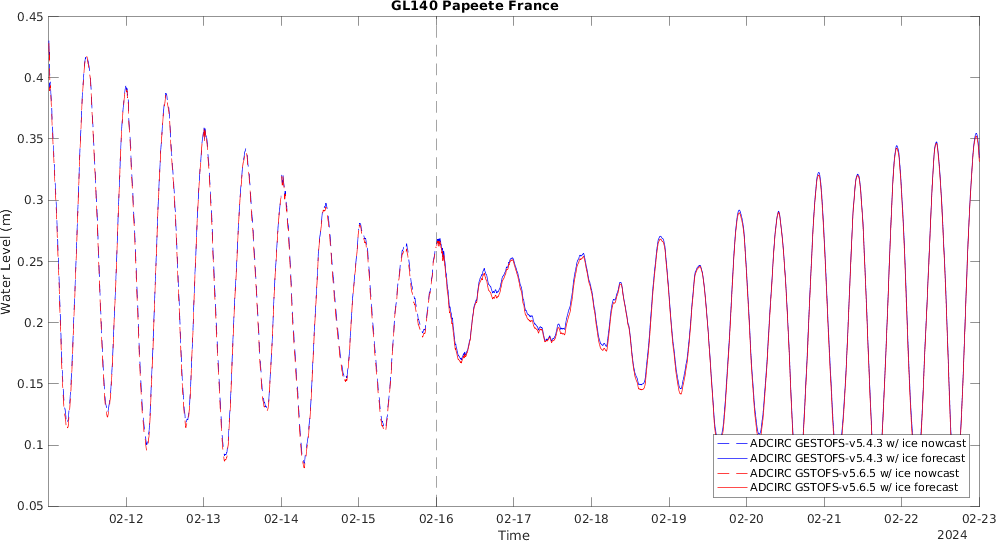 GL140 Papeete France
0.45
0.4
0.35
0.3
0.25
0.2
0.15
0.1
0.05
Water Level (m)
ADCIRC GESTOFS-v5.4.3 w/ ice nowcast
ADCIRC GESTOFS-v5.4.3 w/ ice forecast
ADCIRC GSTOFS-v5.6.5 w/ ice nowcast
ADCIRC GSTOFS-v5.6.5 w/ ice forecast
02-12 02-13 02-14 02-15 02-16 02-17 02-18 02-19 02-20 02-21 02-22 02-23
Time
2024